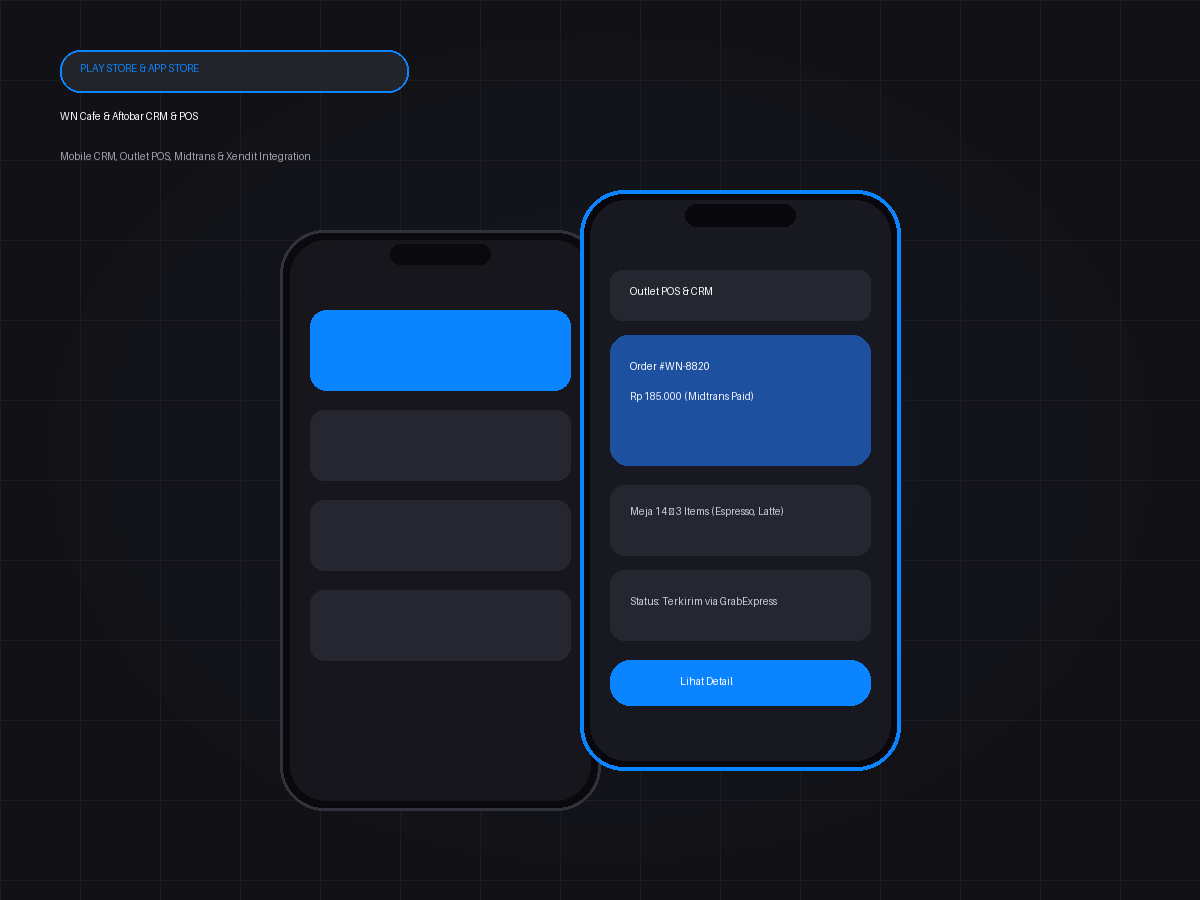 PLAY STORE & APP STORE
WN Cafe & Aftobar CRM & POS
Mobile CRM, Outlet POS, Midtrans & Xendit Integration
Outlet POS & CRM
Order #WN-8820
Rp 185.000 (Midtrans Paid)
Meja 14▯3 Items (Espresso, Latte)
Status: Terkirim via GrabExpress
Lihat Detail